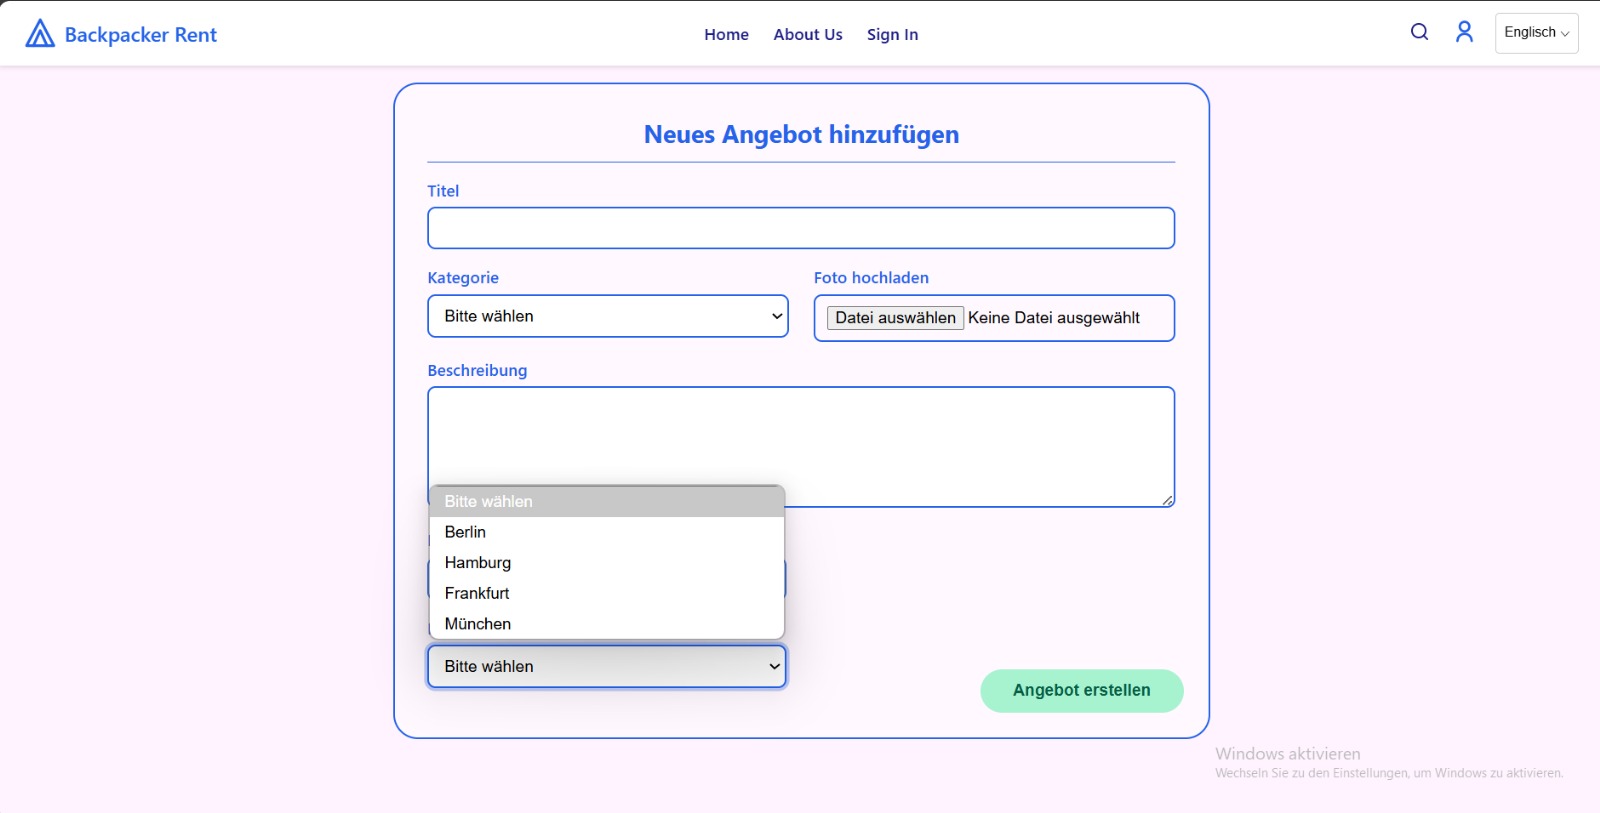 Backpacker Rent
Home About Us Sign In
Englisch
Neues Angebot hinzufügen
Titel
Kategorie Foto hochladen
Bitte wählen Datei auswählen Keine Datei ausgewählt
Beschreibung
Bitte wählen
Berlin
Hamburg
Frankfurt
München
Bitte wählen
Angebot erstellen
Windows aktivieren
Wechseln Sie zu den Einstellungen, um Windows zu aktivieren.